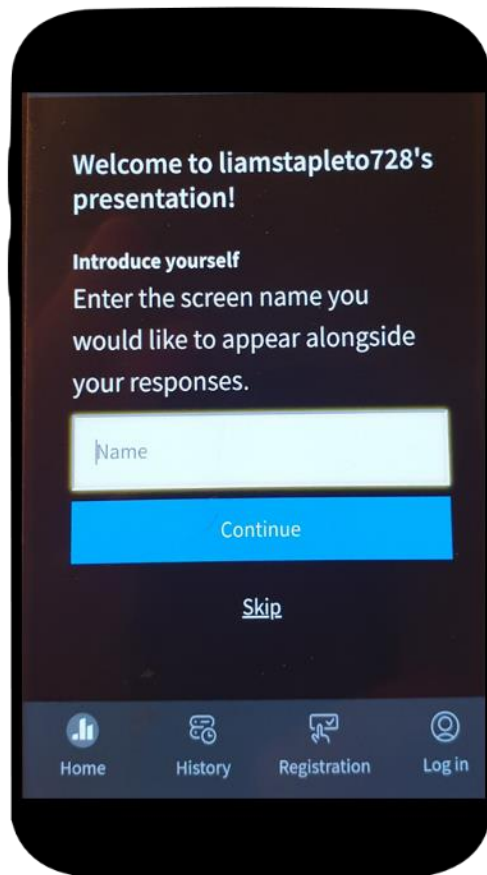 Welcome to liamstapleto728's
presentation!
Introduce yourself
Enter the screen name you
would like to appear alongside
your responses.
Name
Continue
Skip
Home History Registration Log in